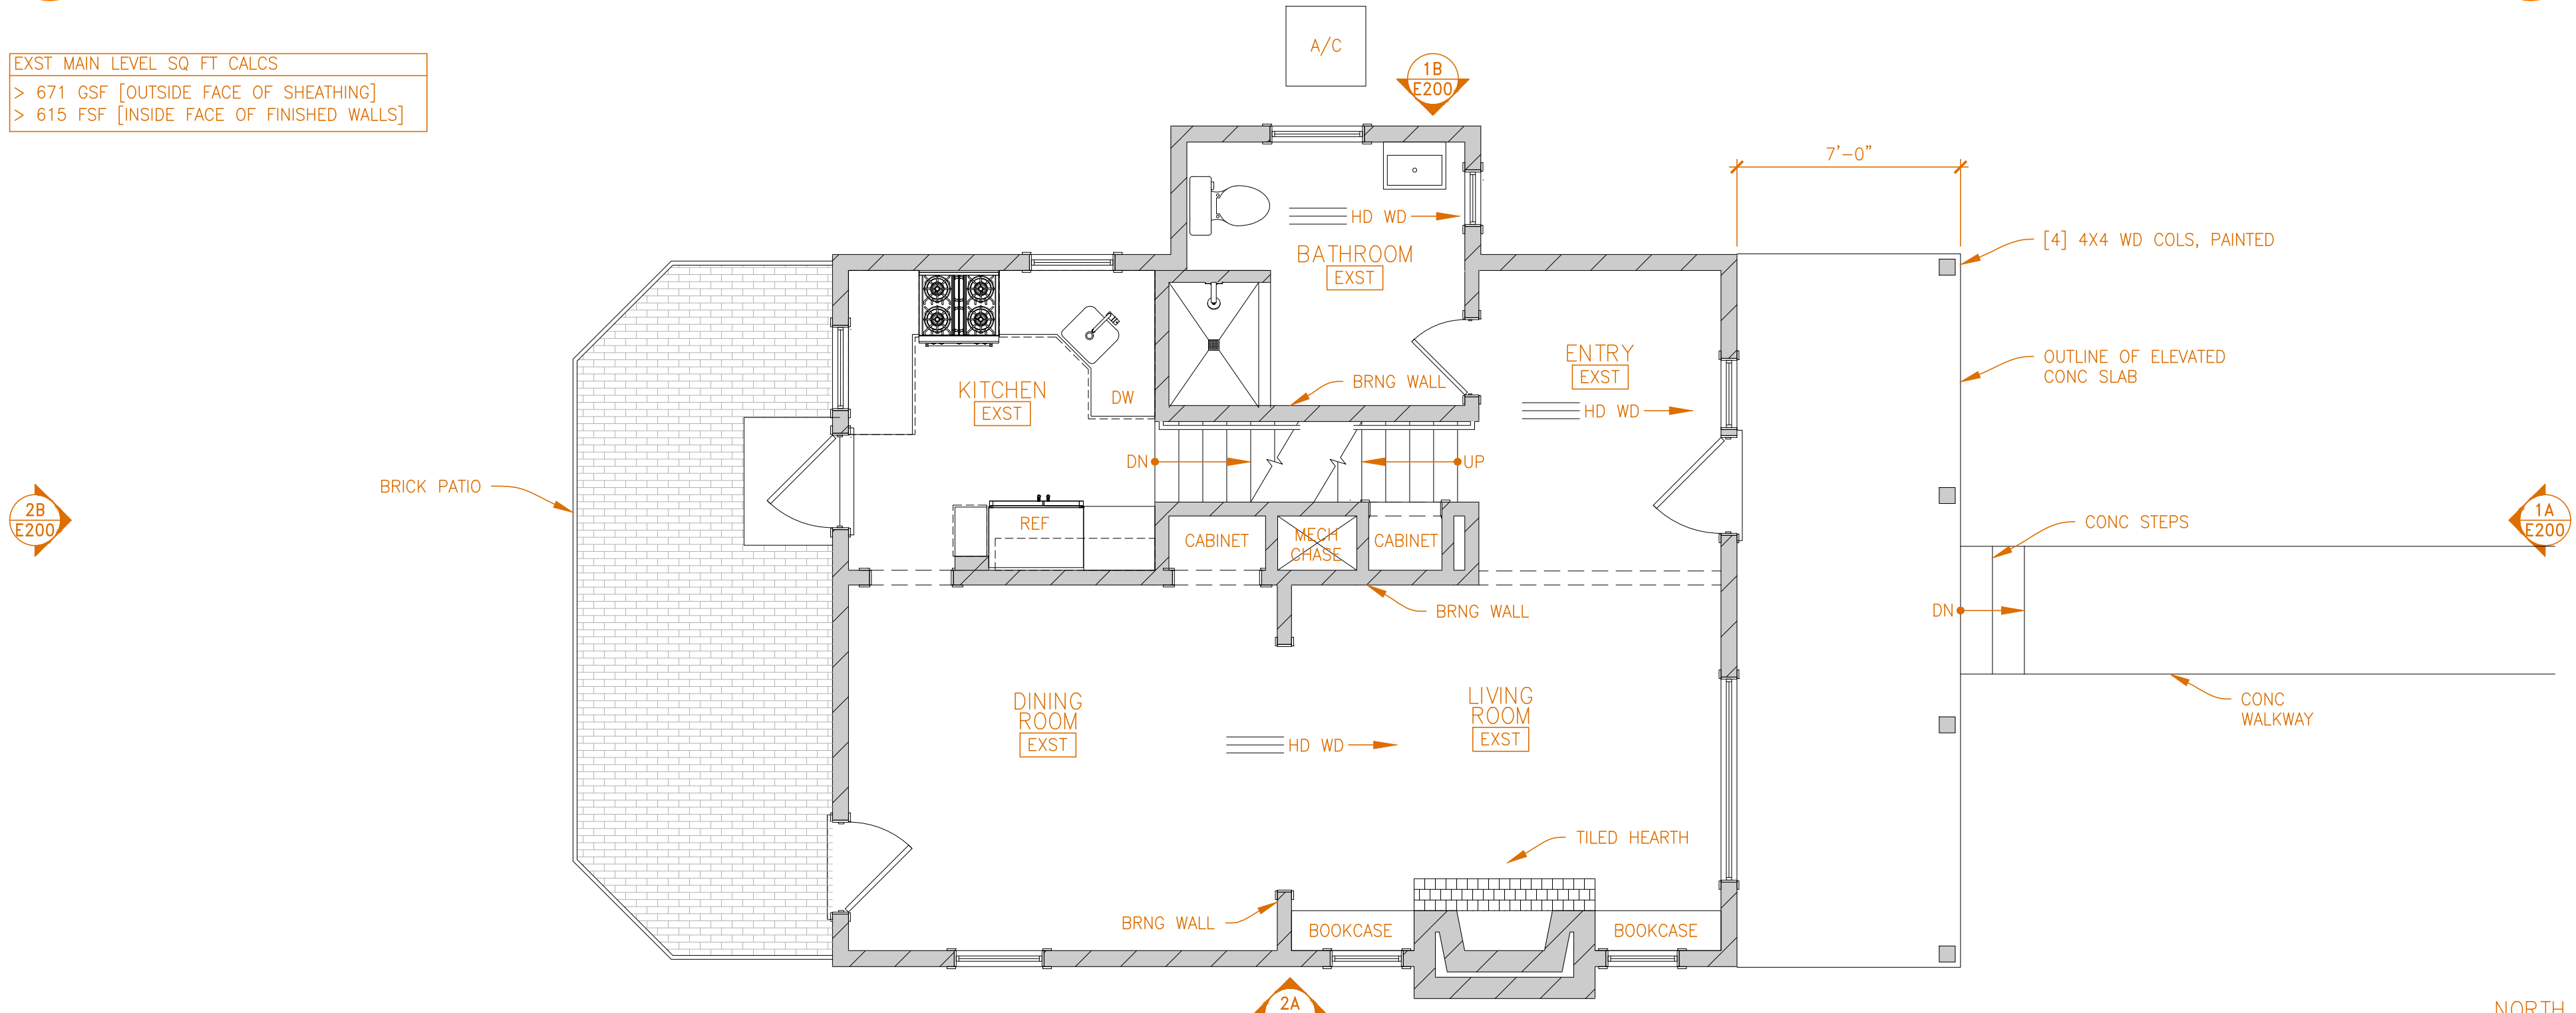 A/C
1B
E200
EXST MAIN LEVEL SQ FT CALCS
> 671 GSF [OUTSIDE FACE OF SHEATHING]
> 615 FSF [INSIDE FACE OF FINISHED WALLS]
7'-0"
HD WD
[4] 4X4 WD COLS, PAINTED
BATHROOM
EXST
ENTRY
EXST
OUTLINE OF ELEVATED
CONC SLAB
KITCHEN
EXST
BRNG WALL
DW
HD WD
DN
UP
BRICK PATIO
2B
E200
1A
E200
REF
CONC STEPS
CABINET
MECH
CHASE
CABINET
BRNG WALL
DN
DINING
ROOM
EXST
LIVING
ROOM
EXST
CONC
WALKWAY
HD WD
TILED HEARTH
BRNG WALL
BOOKCASE
BOOKCASE
2A
NORTH